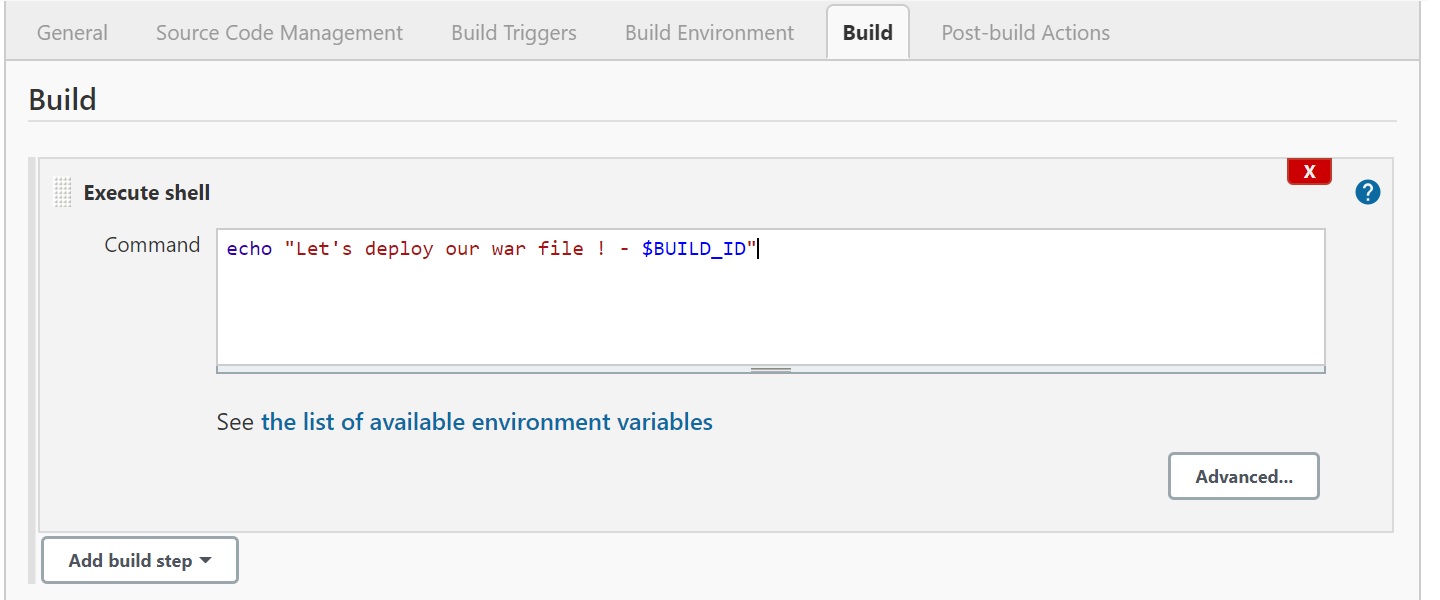 General Source Code Management Build Triggers Build Environment Build Post-build Actions
Build
X
Execute shell ?
Command echo "Let's deploy our war file ! - $BUILD_ID"
See the list of available environment variables
Advanced...
Add build step